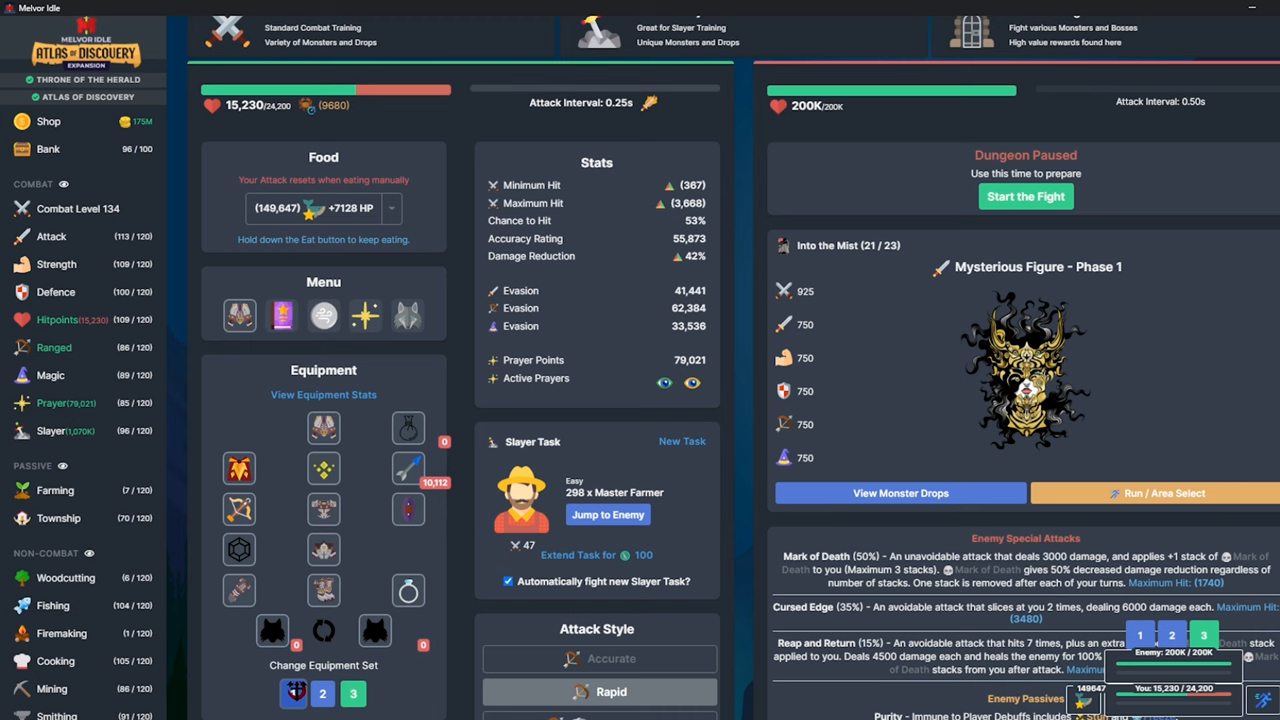 Melvor Idle
MELVOR IDLE
ATLAS OF DISCOVERY
EXPANSION
THRONE OF THE HERALD
ATLAS OF DISCOVERY
Shop 175M
Bank 96 / 100
COMBAT
Combat Level 134
Attack (113 / 120)
Strength (109 / 120)
Defence (100 / 120)
Hitpoints(15,230) (109 / 120)
Ranged (86 / 120)
Magic (89 / 120)
Prayer(79,021) (85 / 120)
Slayer(1,070K) (96 / 120)
PASSIVE
Farming (7 / 120)
Township (70 / 120)
NON-COMBAT
Woodcutting (6 / 120)
Fishing (104 / 120)
Firemaking (1 / 120)
Cooking (105 / 120)
Mining (86 / 120)
Smithing (91 / 120)
Standard Combat Training
Variety of Monsters and Drops
Great for Slayer Training
Unique Monsters and Drops
Fight various Monsters and Bosses
High value rewards found here
15,230/24,200 (9680)
Attack Interval: 0.25s
Food
Your Attack resets when eating manually
(149,647) +7128 HP
Hold down the Eat button to keep eating.
Menu
Equipment
View Equipment Stats
0
10,112
0
0
Change Equipment Set
2 3
Stats
Minimum Hit (367)
Maximum Hit (3,668)
Chance to Hit 53%
Accuracy Rating 55,873
Damage Reduction 42%
Evasion 41,441
Evasion 62,384
Evasion 33,536
Prayer Points 79,021
Active Prayers
Slayer Task New Task
Easy
298 x Master Farmer
Jump to Enemy
47
Extend Task for 100
Automatically fight new Slayer Task?
Attack Style
Accurate
Rapid
200K/200K
Attack Interval: 0.50s
Dungeon Paused
Use this time to prepare
Start the Fight
Into the Mist (21 / 23)
Mysterious Figure - Phase 1
925
750
750
750
750
750
View Monster Drops
Run / Area Select
Enemy Special Attacks
Mark of Death (50%) - An unavoidable attack that deals 3000 damage, and applies +1 stack of Mark of
Death to you (Maximum 3 stacks). Mark of Death gives 50% decreased damage reduction regardless of
number of stacks. One stack is removed after each of your turns. Maximum Hit: (1740)
Cursed Edge (35%) - An avoidable attack that slices at you 2 times, dealing 6000 damage each. Maximum Hit:
(3480)
Reap and Return (15%) - An avoidable attack that hits 7 times, plus an extra stack
applied to you. Deals 4500 damage each and heals the enemy for 100% Mark
of Death stacks from you after attack.
Enemy Passives
Purity - Immune to Player Debuffs includes Stun
1 2 3
Enemy: 200K / 200K
149647
You: 15,230 / 24,200